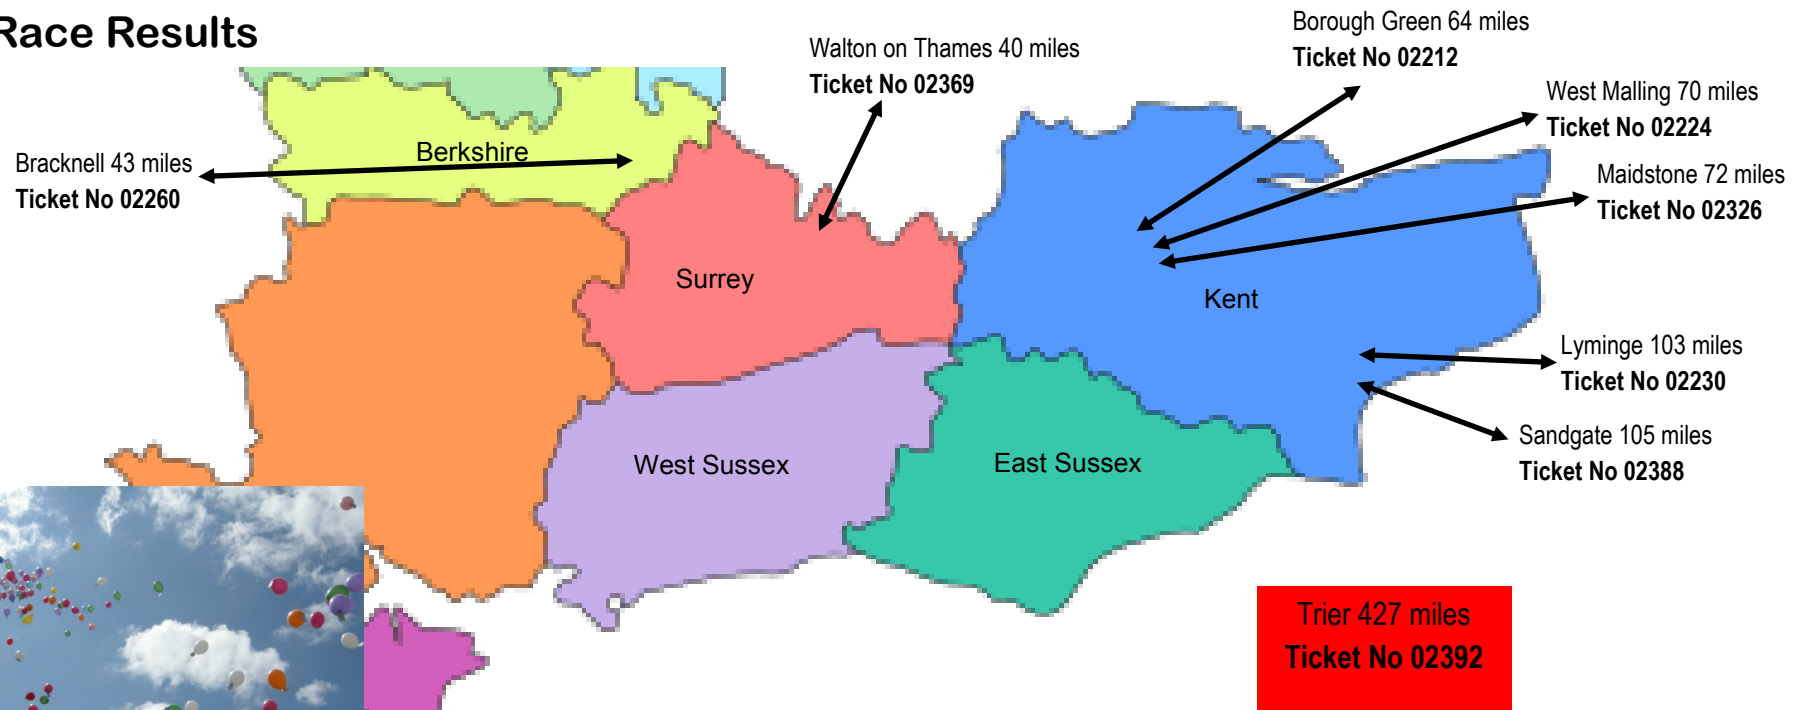 Race Results
Walton on Thames 40 miles
Ticket No 02369
Borough Green 64 miles
Ticket No 02212
West Malling 70 miles
Ticket No 02224
Maidstone 72 miles
Ticket No 02326
Bracknell 43 miles
Ticket No 02260
Berkshire
Surrey
Kent
Lyminge 103 miles
Ticket No 02230
Sandgate 105 miles
Ticket No 02388
West Sussex
East Sussex
Trier 427 miles
Ticket No 02392